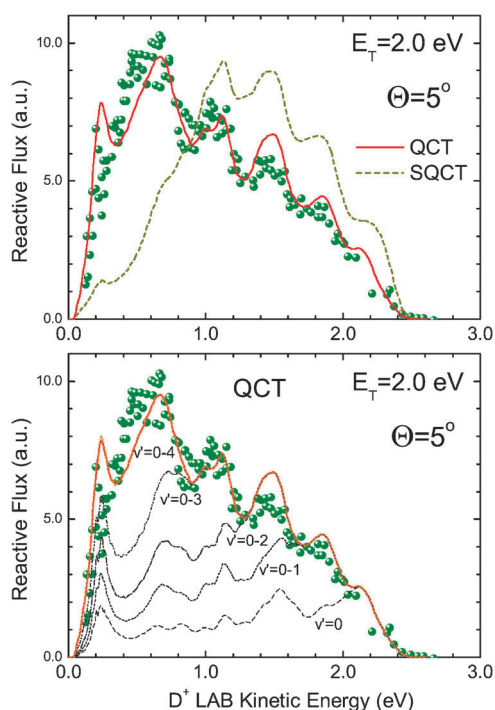 10.0
5.0
0.0
Reactive Flux (a.u.)
E_T=2.0 eV
Θ=5°
QCT
SQCT
0.0 1.0 2.0 3.0
10.0
5.0
0.0
Reactive Flux (a.u.)
QCT
E_T=2.0 eV
Θ=5°
v'=0-4
v'=0-3
v'=0-2
v'=0-1
v'=0
0.0 1.0 2.0 3.0
D⁺ LAB Kinetic Energy (eV)